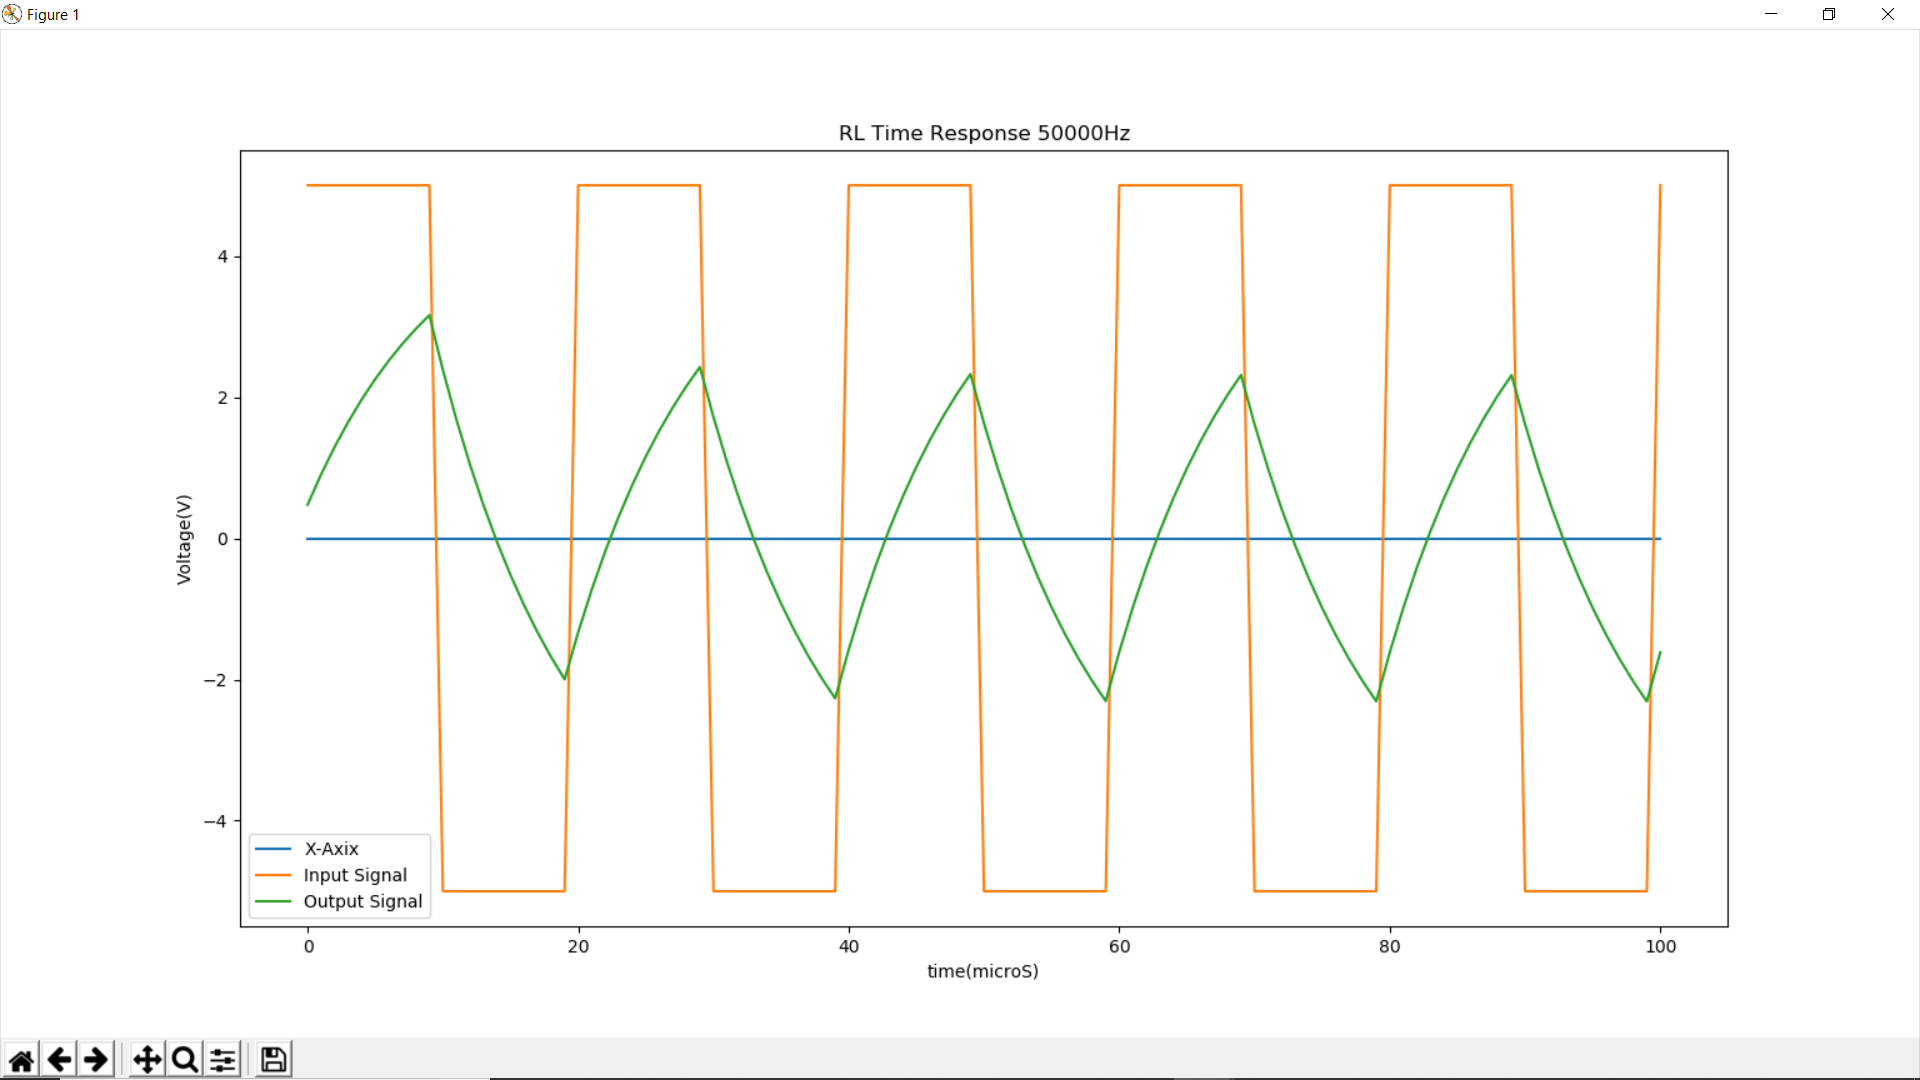 Figure 1
RL Time Response 50000Hz
Voltage(V)
4
2
0
−2
−4
X-Axix
Input Signal
Output Signal
0 20 40 60 80 100
time(microS)